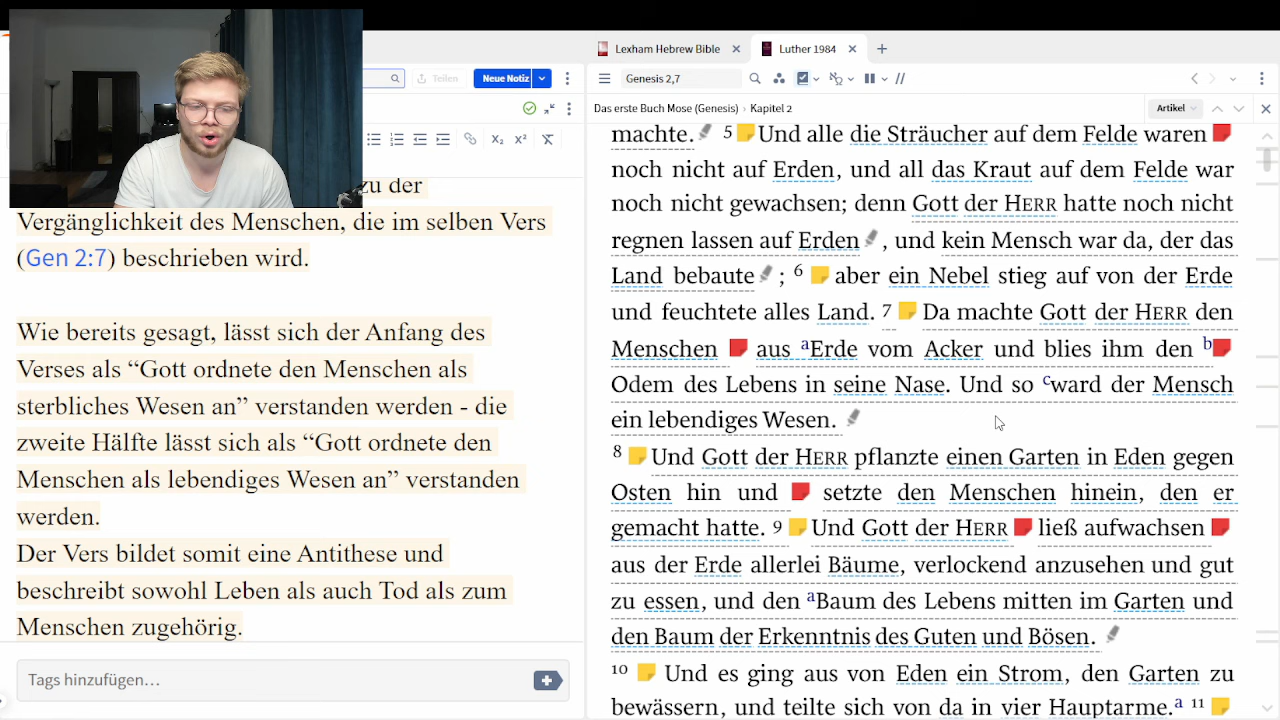 Teilen
Neue Notiz
zu der
Vergänglichkeit des Menschen, die im selben Vers
(Gen 2:7) beschrieben wird.
Wie bereits gesagt, lässt sich der Anfang des
Verses als “Gott ordnete den Menschen als
sterbliches Wesen an” verstanden werden - die
zweite Hälfte lässt sich als “Gott ordnete den
Menschen als lebendiges Wesen an” verstanden
werden.
Der Vers bildet somit eine Antithese und
beschreibt sowohl Leben als auch Tod als zum
Menschen zugehörig.
Tags hinzufügen…
Lexham Hebrew Bible
Luther 1984
Genesis 2,7
Das erste Buch Mose (Genesis) › Kapitel 2
Artikel
machte. 5 Und alle die Sträucher auf dem Felde waren
noch nicht auf Erden, und all das Kraut auf dem Felde war
noch nicht gewachsen; denn Gott der HERR hatte noch nicht
regnen lassen auf Erden , und kein Mensch war da, der das
Land bebaute ; 6 aber ein Nebel stieg auf von der Erde
und feuchtete alles Land. 7 Da machte Gott der HERR den
Menschen aus aErde vom Acker und blies ihm den b
Odem des Lebens in seine Nase. Und so cward der Mensch
ein lebendiges Wesen.
8 Und Gott der HERR pflanzte einen Garten in Eden gegen
Osten hin und setzte den Menschen hinein, den er
gemacht hatte. 9 Und Gott der HERR ließ aufwachsen
aus der Erde allerlei Bäume, verlockend anzusehen und gut
zu essen, und den aBaum des Lebens mitten im Garten und
den Baum der Erkenntnis des Guten und Bösen.
10 Und es ging aus von Eden ein Strom, den Garten zu
bewässern, und teilte sich von da in vier Hauptarme.a 11